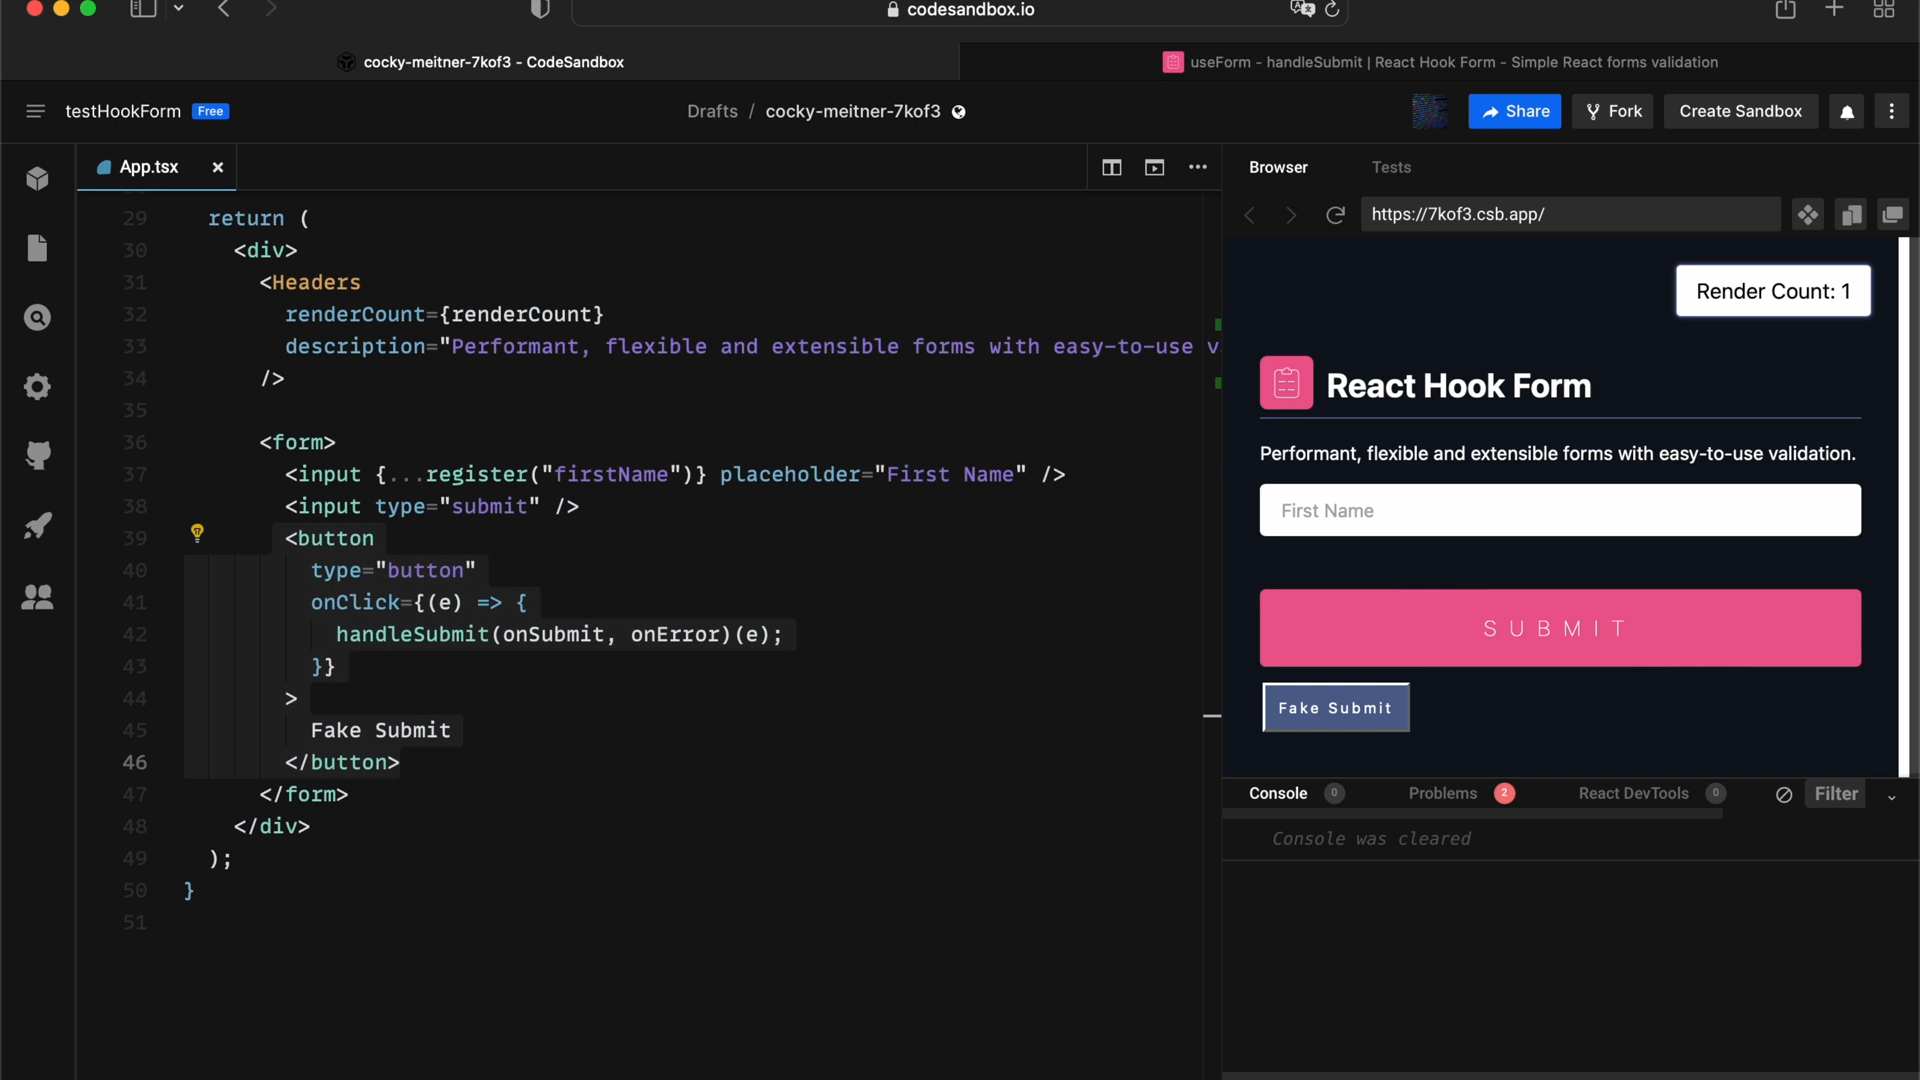 codesandbox.io
cocky-meitner-7kof3 - CodeSandbox
useForm - handleSubmit | React Hook Form - Simple React forms validation
testHookForm Free
Drafts / cocky-meitner-7kof3
Share
Fork
Create Sandbox
App.tsx
Browser
Tests
https://7kof3.csb.app/
29 return (
30 <div>
31 <Headers
32 renderCount={renderCount}
33 description="Performant, flexible and extensible forms with easy-to-use v
34 />
35
36 <form>
37 <input {...register("firstName")} placeholder="First Name" />
38 <input type="submit" />
39 <button
40 type="button"
41 onClick={(e) => {
42 handleSubmit(onSubmit, onError)(e);
43 }}
44 >
45 Fake Submit
46 </button>
47 </form>
48 </div>
49 );
50 }
51
Render Count: 1
React Hook Form
Performant, flexible and extensible forms with easy-to-use validation.
First Name
SUBMIT
Fake Submit
Console 0
Problems 2
React DevTools 0
Filter
Console was cleared